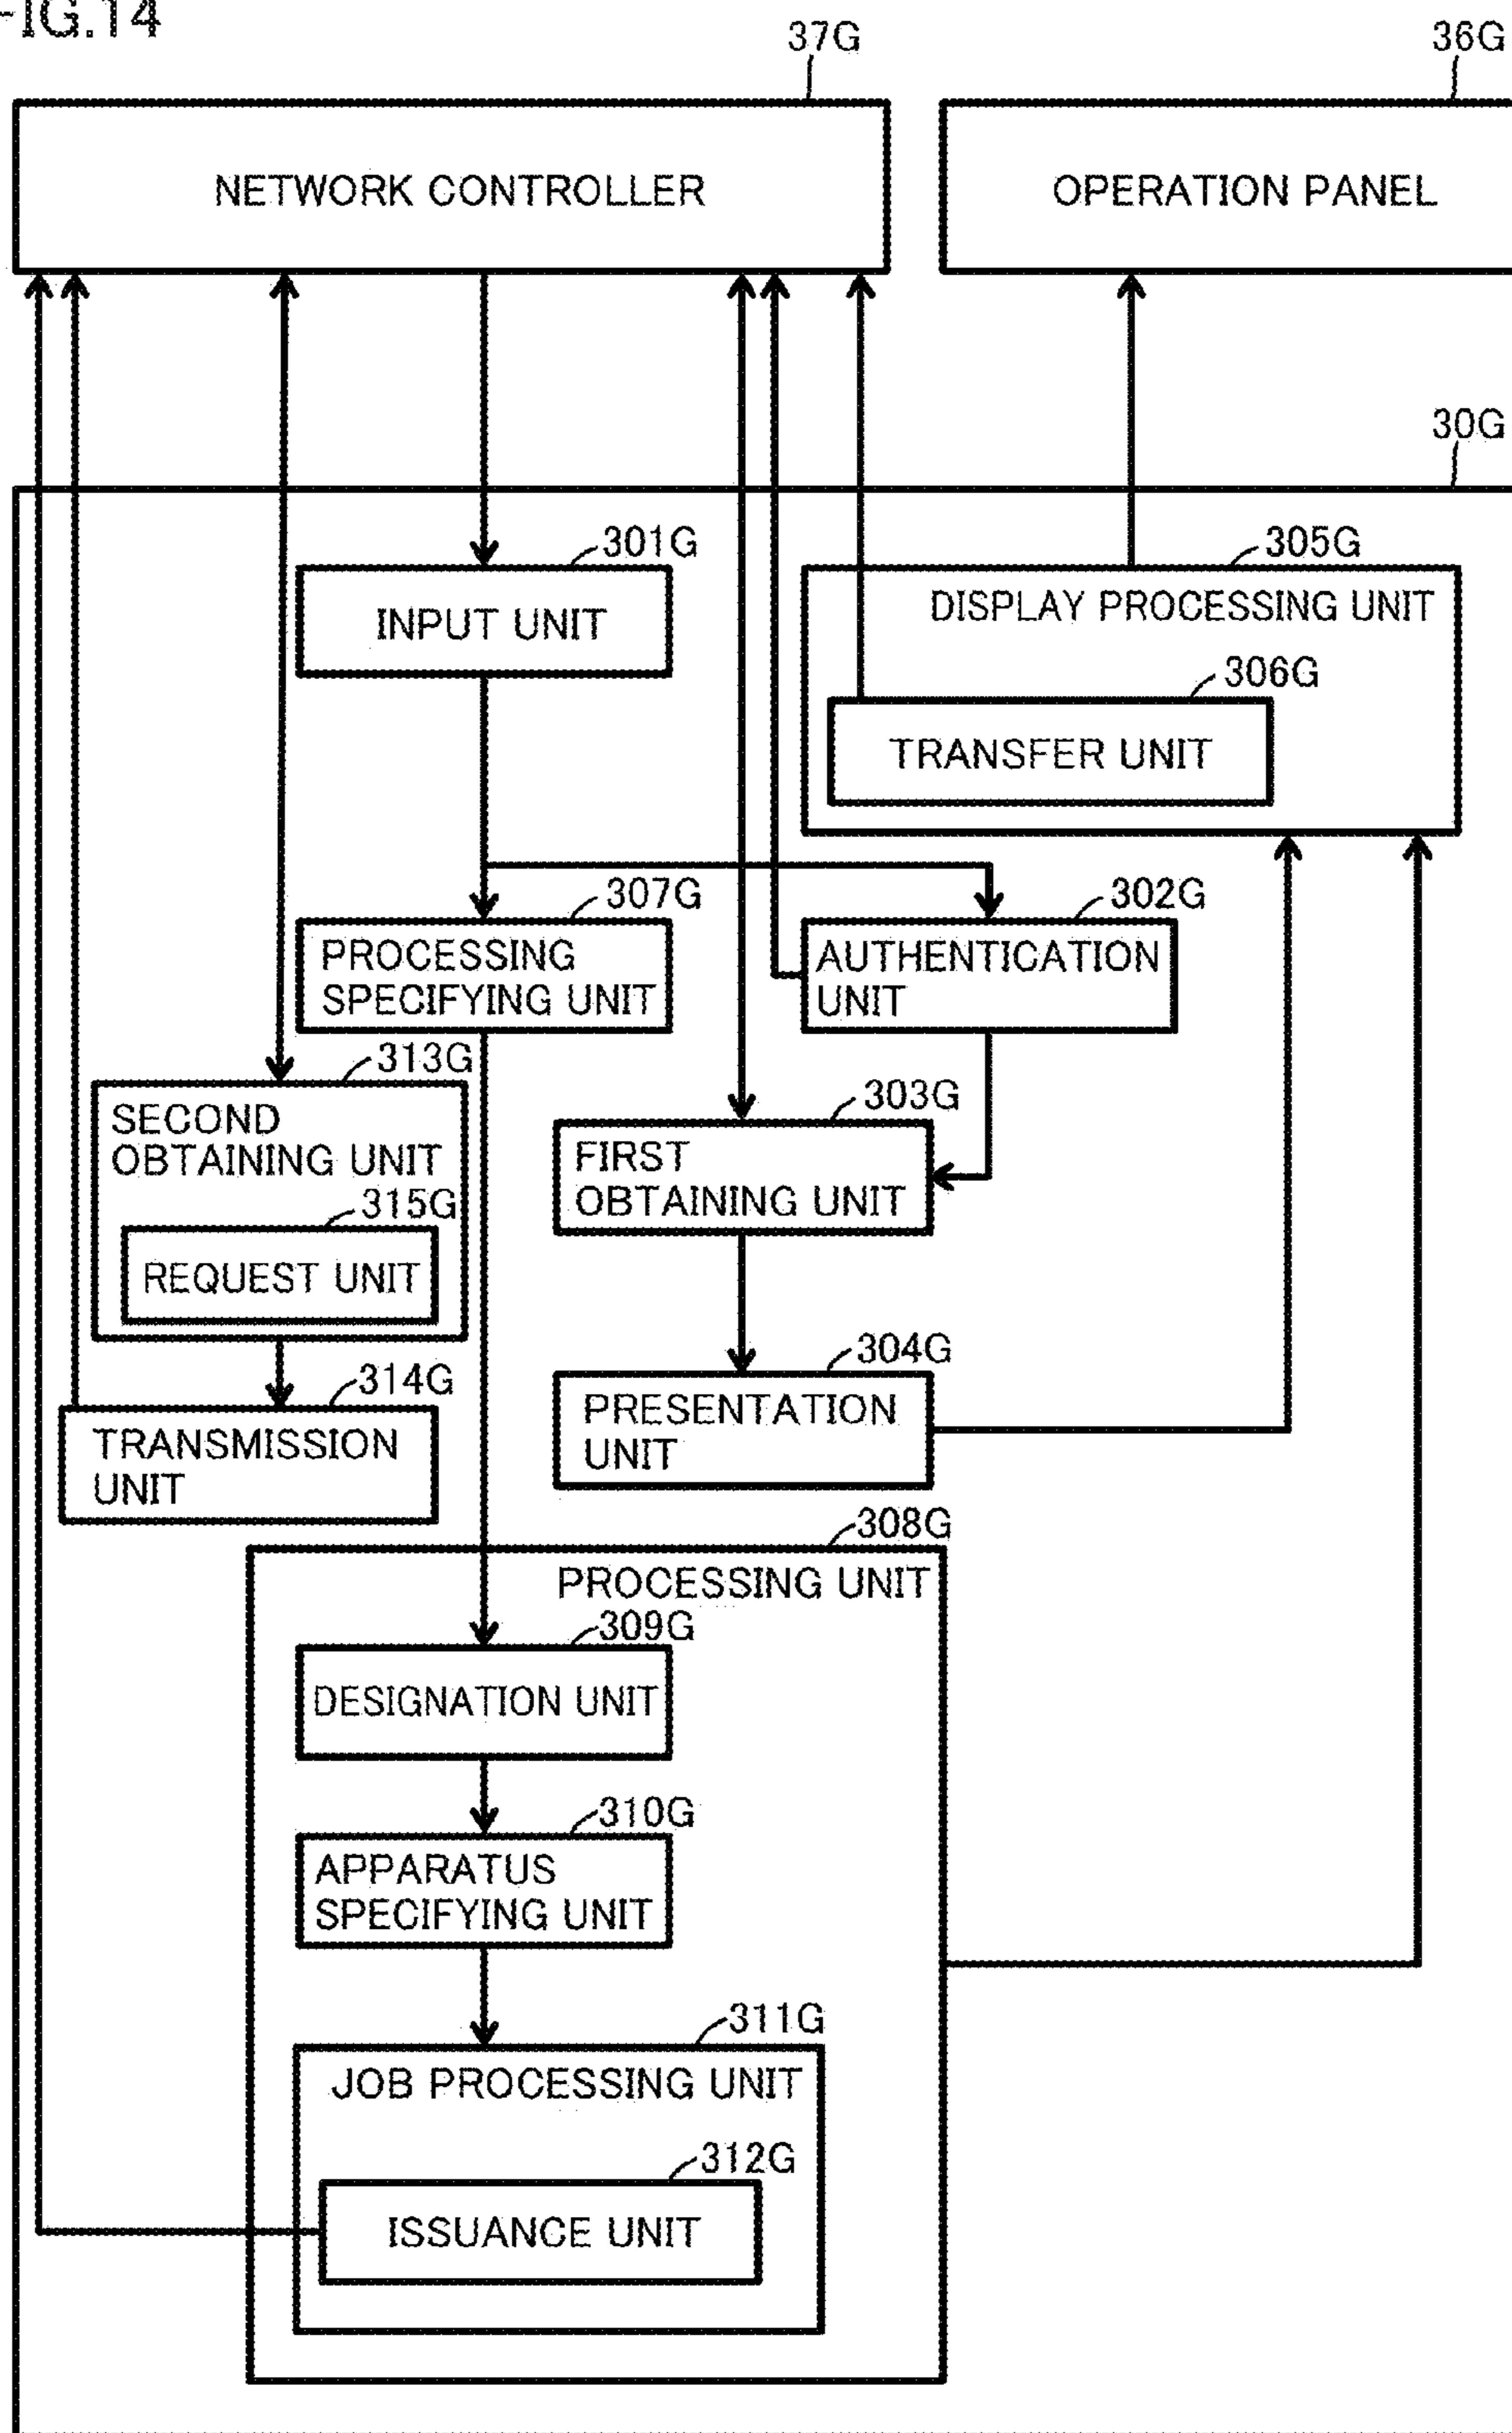 FIG.14
37G
36G
NETWORK CONTROLLER
OPERATION PANEL
30G
301G
305G
INPUT UNIT
DISPLAY PROCESSING UNIT
306G
TRANSFER UNIT
307G
302G
PROCESSING
SPECIFYING UNIT
AUTHENTICATION
UNIT
313G
303G
SECOND
OBTAINING UNIT
FIRST
OBTAINING UNIT
315G
REQUEST UNIT
304G
314G
PRESENTATION
UNIT
TRANSMISSION
UNIT
308G
PROCESSING UNIT
309G
DESIGNATION UNIT
310G
APPARATUS
SPECIFYING UNIT
311G
JOB PROCESSING UNIT
312G
ISSUANCE UNIT